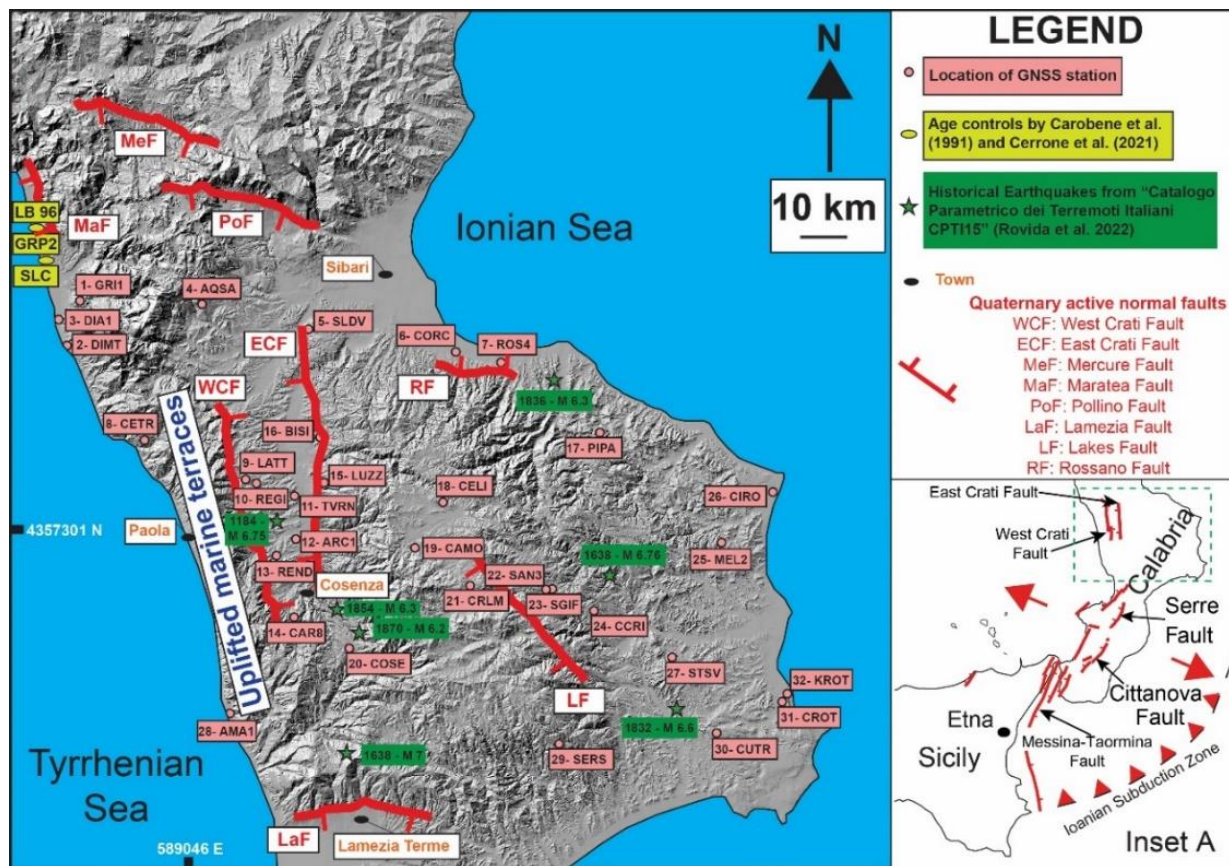 MeF
LB 96
MaF
GRP2
SLC
PoF
Ionian Sea
N
10 km
Sibari
1- GRI1
4- AQSA
3- DIA1
2- DIMT
5- SLDV
ECF
6- CORC
7- ROS4
RF
WCF
1836 - M 6.3
8- CETR
Uplifted marine terraces
16- BISI
17- PIPA
9- LATT
15- LUZZ
10- REGI
18- CELI
26- CIRO
11- TVRN
1184 -
M 6.75
4357301 N
Paola
12- ARC1
19- CAMO
1638 - M 6.76
25- MEL2
13- REND
Cosenza
22- SAN3
21- CRLM
23- SGIF
1854 - M 6.3
14- CAR8
24- CCRI
1870 - M 6.2
20- COSE
27- STSV
32- KROT
LF
31- CROT
28- AMA1
1832 - M 6.6
29- SERS
30- CUTR
1638 - M 7
Tyrrhenian
Sea
LaF
Lamezia Terme
589046 E
LEGEND
Location of GNSS station
Age controls by Carobene et al.
(1991) and Cerrone et al. (2021)
Historical Earthquakes from “Catalogo
Parametrico dei Terremoti Italiani
CPTI15” (Rovida et al. 2022)
Town
Quaternary active normal faults
WCF: West Crati Fault
ECF: East Crati Fault
MeF: Mercure Fault
MaF: Maratea Fault
PoF: Pollino Fault
LaF: Lamezia Fault
LF: Lakes Fault
RF: Rossano Fault
East Crati Fault
West Crati
Fault
Calabria
Serre
Fault
Cittanova
Fault
Etna
Sicily
Messina-Taormina
Fault
Ionian Subduction Zone
Inset A